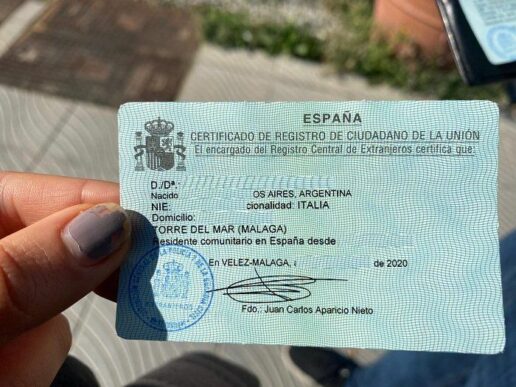 ESPAÑA
CERTIFICADO DE REGISTRO DE CIUDADANO DE LA UNIÓN
El encargado del Registro Central de Extranjeros certifica que:
D./Dª.
Nacido OS AIRES, ARGENTINA
NIE: cionalidad: ITALIA
Domicilio:
TORRE DEL MAR (MALAGA)
Residente comunitario en España desde
En VELEZ-MALAGA, de 2020
Fdo.: Juan Carlos Aparicio Nieto